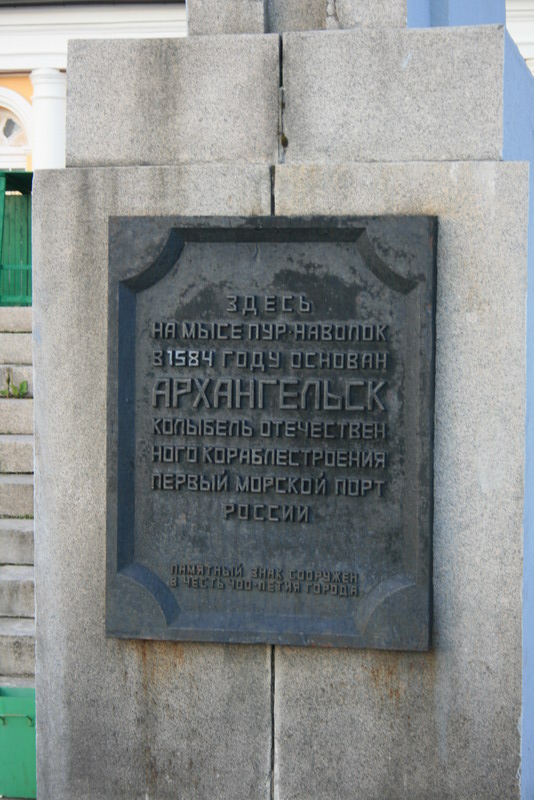 ЗДЕСЬ
НА МЫСЕ ПУР-НАВОЛОК
В 1584 ГОДУ ОСНОВАН
АРХАНГЕЛЬСК
КОЛЫБЕЛЬ ОТЕЧЕСТВЕН
НОГО КОРАБЛЕСТРОЕНИЯ
ПЕРВЫЙ МОРСКОЙ ПОРТ
РОССИИ
ПАМЯТНЫЙ ЗНАК СООРУЖЕН
В ЧЕСТЬ 400-ЛЕТИЯ ГОРОДА